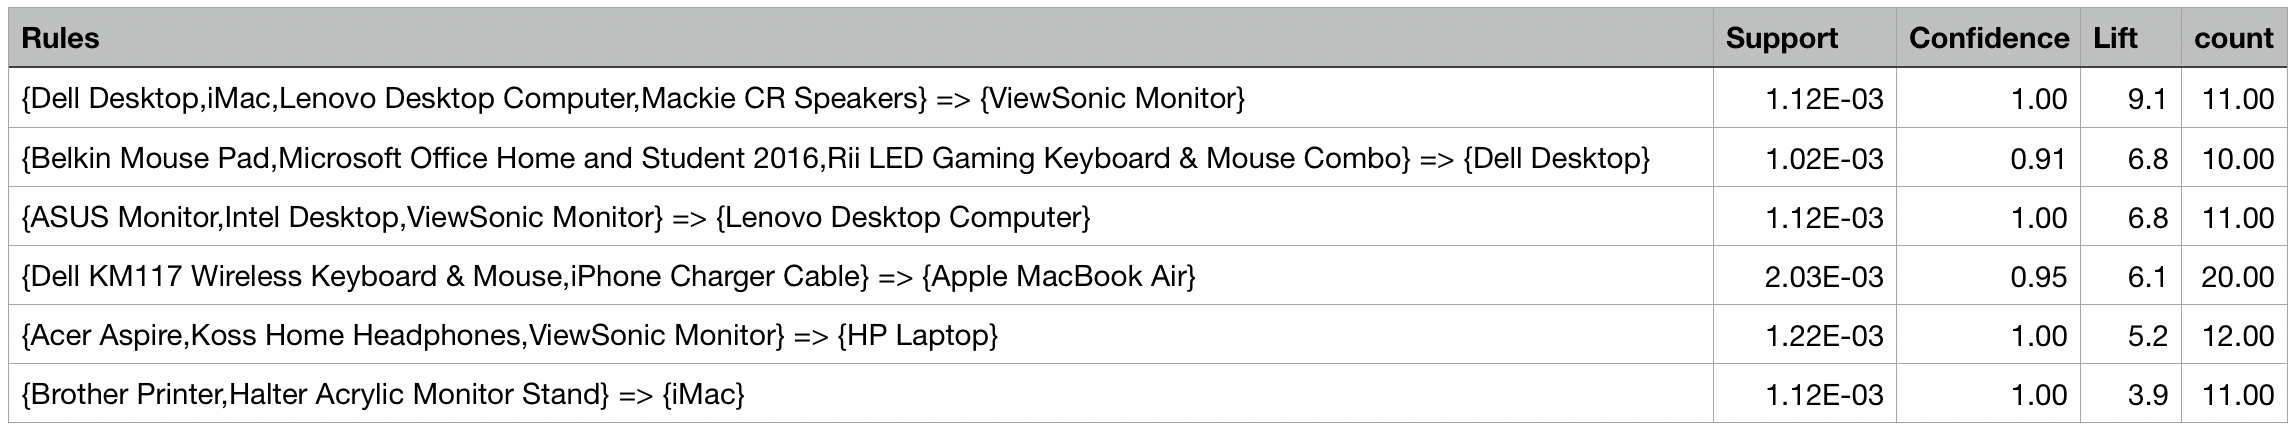 Rules Support Confidence Lift count
{Dell Desktop,iMac,Lenovo Desktop Computer,Mackie CR Speakers} => {ViewSonic Monitor} 1.12E-03 1.00 9.1 11.00
{Belkin Mouse Pad,Microsoft Office Home and Student 2016,Rii LED Gaming Keyboard & Mouse Combo} => {Dell Desktop} 1.02E-03 0.91 6.8 10.00
{ASUS Monitor,Intel Desktop,ViewSonic Monitor} => {Lenovo Desktop Computer} 1.12E-03 1.00 6.8 11.00
{Dell KM117 Wireless Keyboard & Mouse,iPhone Charger Cable} => {Apple MacBook Air} 2.03E-03 0.95 6.1 20.00
{Acer Aspire,Koss Home Headphones,ViewSonic Monitor} => {HP Laptop} 1.22E-03 1.00 5.2 12.00
{Brother Printer,Halter Acrylic Monitor Stand} => {iMac} 1.12E-03 1.00 3.9 11.00